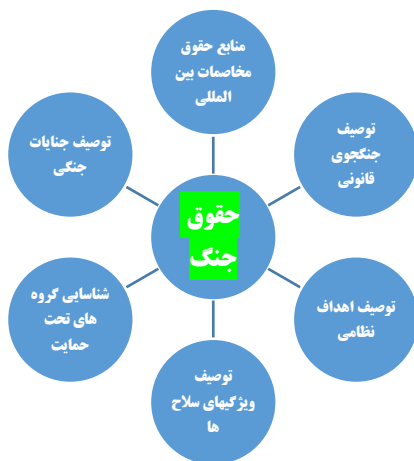 منابع حقوق
مخاصمات بین
المللی
توصیف
جنگجوی
قانونی
توصیف اهداف
نظامی
توصیف
ویژگیهای سلاح
ها
شناسایی گروه
های تحت
حمایت
توصیف جنایات
جنگی
حقوق
جنگ